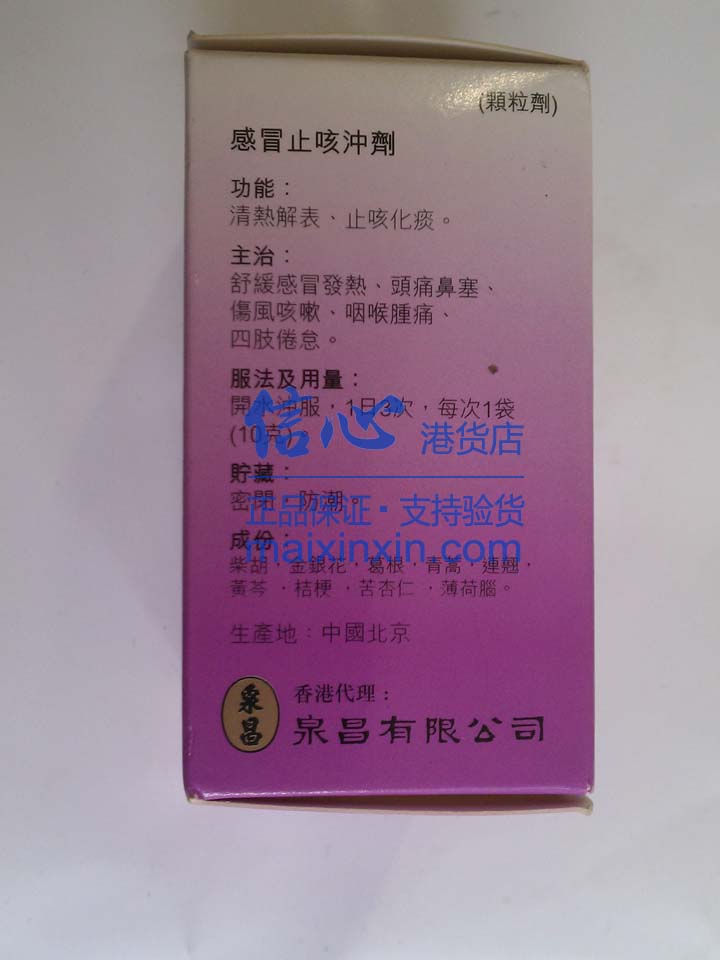 (顆粒劑)
感冒止咳沖劑
功能：
清熱解表、止咳化痰。
主治：
舒緩感冒發熱、頭痛鼻塞、
傷風咳嗽、咽喉腫痛、
四肢倦怠。
服法及用量：
開水沖服，1日3次，每次1袋
(10克)。
信心 港货店
貯藏：
密閉，防潮。
正品保证·支持验货
成份：
maixinxin.com
柴胡，金銀花，葛根，青蒿，連翹，
黃芩，桔梗，苦杏仁，薄荷腦。
生產地：中國北京
泉昌
香港代理：
泉昌有限公司